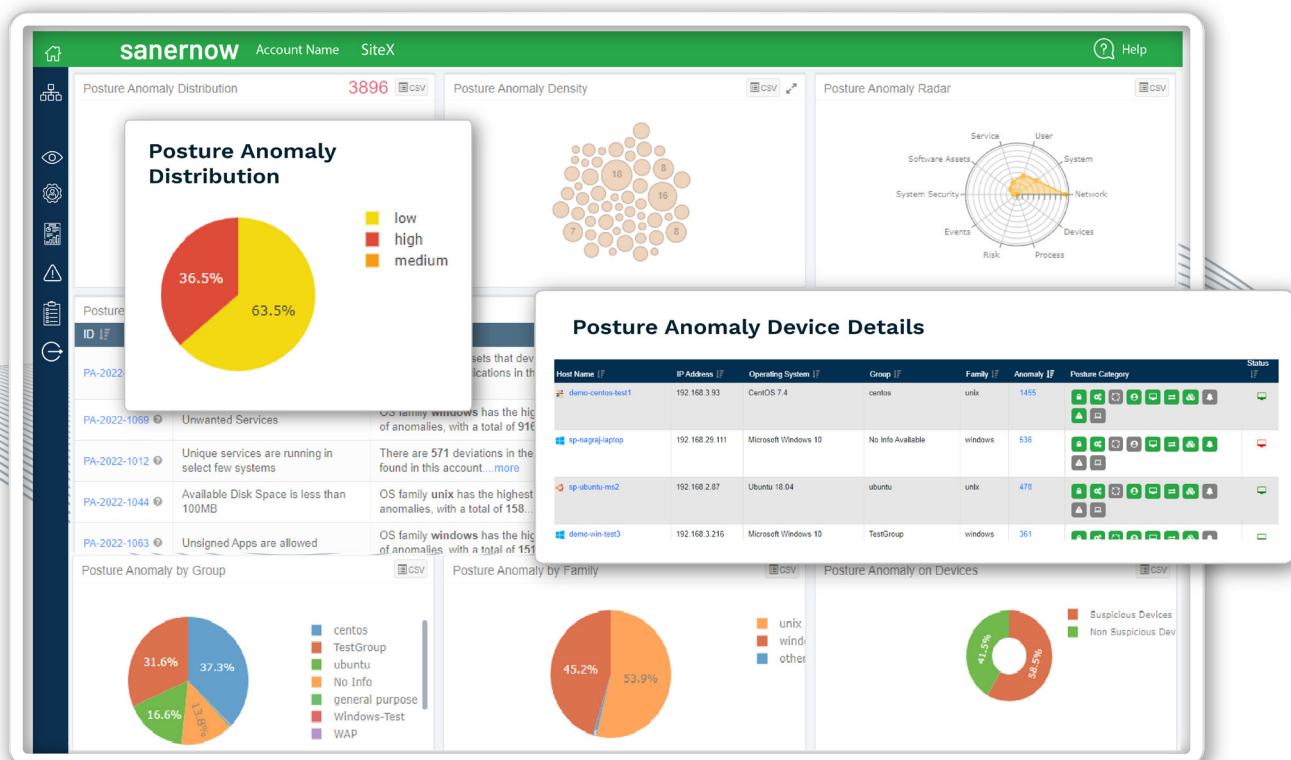 sanernow Account Name SiteX
Help
Posture Anomaly Distribution 3896 CSV
Posture Anomaly Density CSV
Posture Anomaly Radar CSV
Posture Anomaly
Distribution
36.5%
63.5%
low
high
medium
18
8
16
7
8
Service
User
Software Assets
System
System Security
Network
Events
Devices
Risk
Process
Posture
ID
PA-2022-
sets that dev
ications in th
PA-2022-1069 Unwanted Services
OS family windows has the hig
of anomalies, with a total of 916
PA-2022-1012 Unique services are running in
select few systems
There are 571 deviations in the
found in this account....more
PA-2022-1044 Available Disk Space is less than
100MB
OS family unix has the highest
anomalies, with a total of 158...
PA-2022-1063 Unsigned Apps are allowed
OS family windows has the hig
of anomalies, with a total of 151
Posture Anomaly Device Details
Host Name IP Address Operating System Group Family Anomaly Posture Category Status
demo-centos-test1 192.168.3.93 CentOS 7.4 centos unix 1455
sp-nagraj-laptop 192.168.29.111 Microsoft Windows 10 No Info Available windows 536
sp-ubuntu-ms2 192.168.2.87 Ubuntu 18.04 ubuntu unix 478
demo-win-test3 192.168.3.216 Microsoft Windows 10 TestGroup windows 361
Posture Anomaly by Group CSV
31.6%
37.3%
16.6%
13.8%
centos
TestGroup
ubuntu
No Info
general purpose
Windows-Test
WAP
Posture Anomaly by Family CSV
45.2%
53.9%
unix
wind
other
Posture Anomaly on Devices CSV
41.5%
58.5%
Suspicious Devices
Non Suspicious Dev